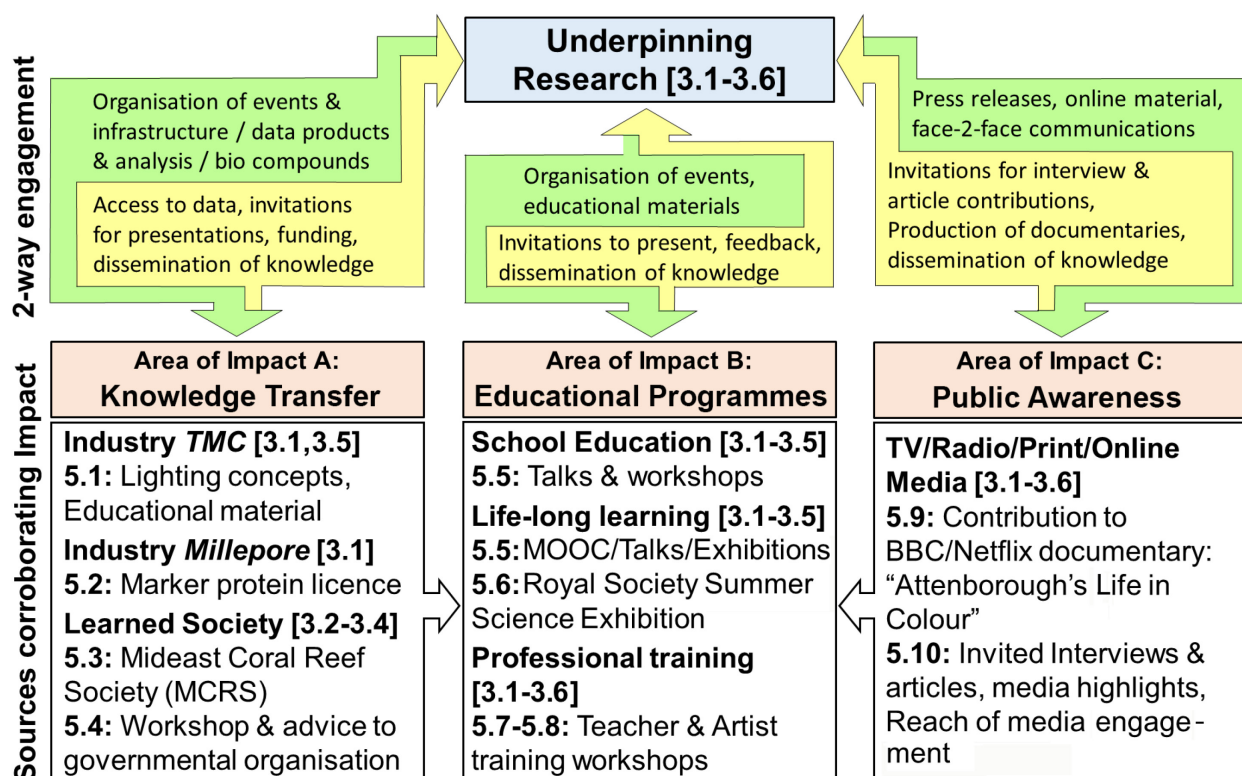 2-way engagement
Underpinning
Research [3.1-3.6]
Organisation of events &
infrastructure / data products
& analysis / bio compounds
Access to data, invitations
for presentations, funding,
dissemination of knowledge
Organisation of events,
educational materials
Invitations to present, feedback,
dissemination of knowledge
Press releases, online material,
face-2-face communications
Invitations for interview &
article contributions,
Production of documentaries,
dissemination of knowledge
Sources corroborating Impact
Area of Impact A:
Knowledge Transfer
Industry TMC [3.1,3.5]
5.1: Lighting concepts,
Educational material
Industry Millepore [3.1]
5.2: Marker protein licence
Learned Society [3.2-3.4]
5.3: Mideast Coral Reef
Society (MCRS)
5.4: Workshop & advice to
governmental organisation
Area of Impact B:
Educational Programmes
School Education [3.1-3.5]
5.5: Talks & workshops
Life-long learning [3.1-3.5]
5.5: MOOC/Talks/Exhibitions
5.6: Royal Society Summer
Science Exhibition
Professional training
[3.1-3.6]
5.7-5.8: Teacher & Artist
training workshops
Area of Impact C:
Public Awareness
TV/Radio/Print/Online
Media [3.1-3.6]
5.9: Contribution to
BBC/Netflix documentary:
“Attenborough’s Life in
Colour”
5.10: Invited Interviews &
articles, media highlights,
Reach of media engage-
ment